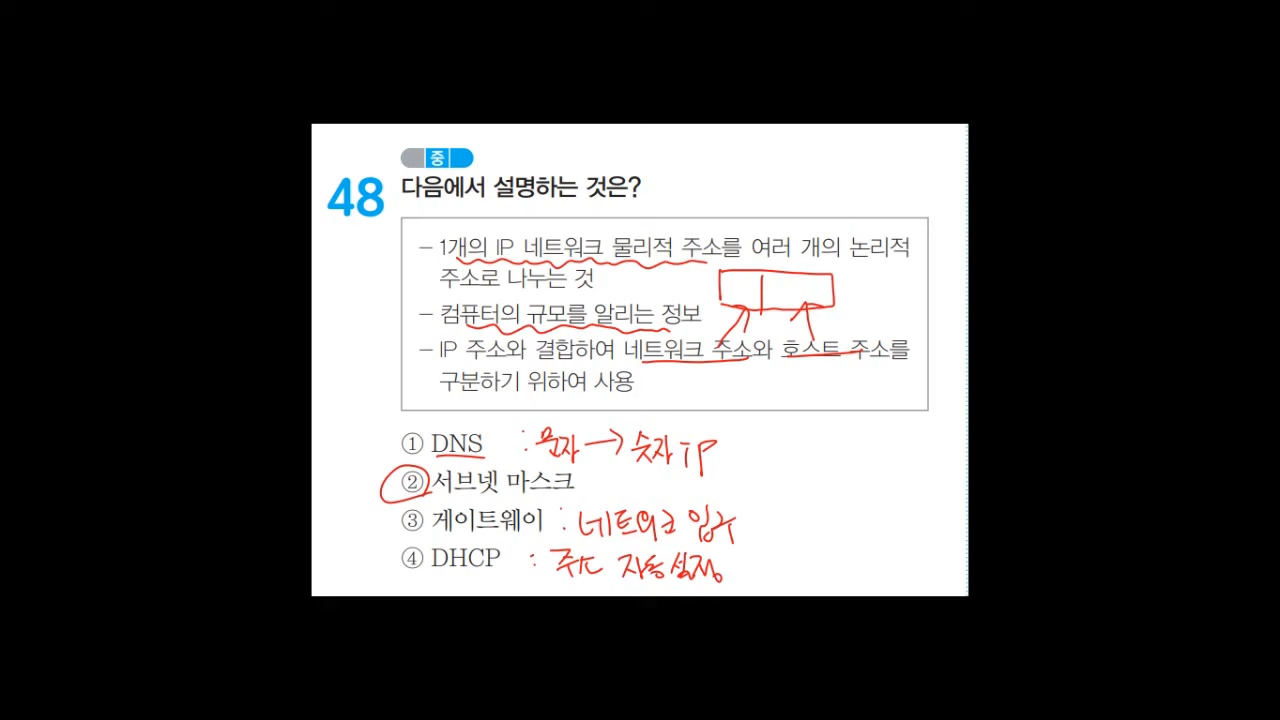 중
48 다음에서 설명하는 것은?
– 1개의 IP 네트워크 물리적 주소를 여러 개의 논리적
주소로 나누는 것
– 컴퓨터의 규모를 알리는 정보
– IP 주소와 결합하여 네트워크 주소와 호스트 주소를
구분하기 위하여 사용
① DNS : 문자 → 숫자 IP
② 서브넷 마스크
③ 게이트웨이 : 네트워크 입구
④ DHCP : 주소 자동설정